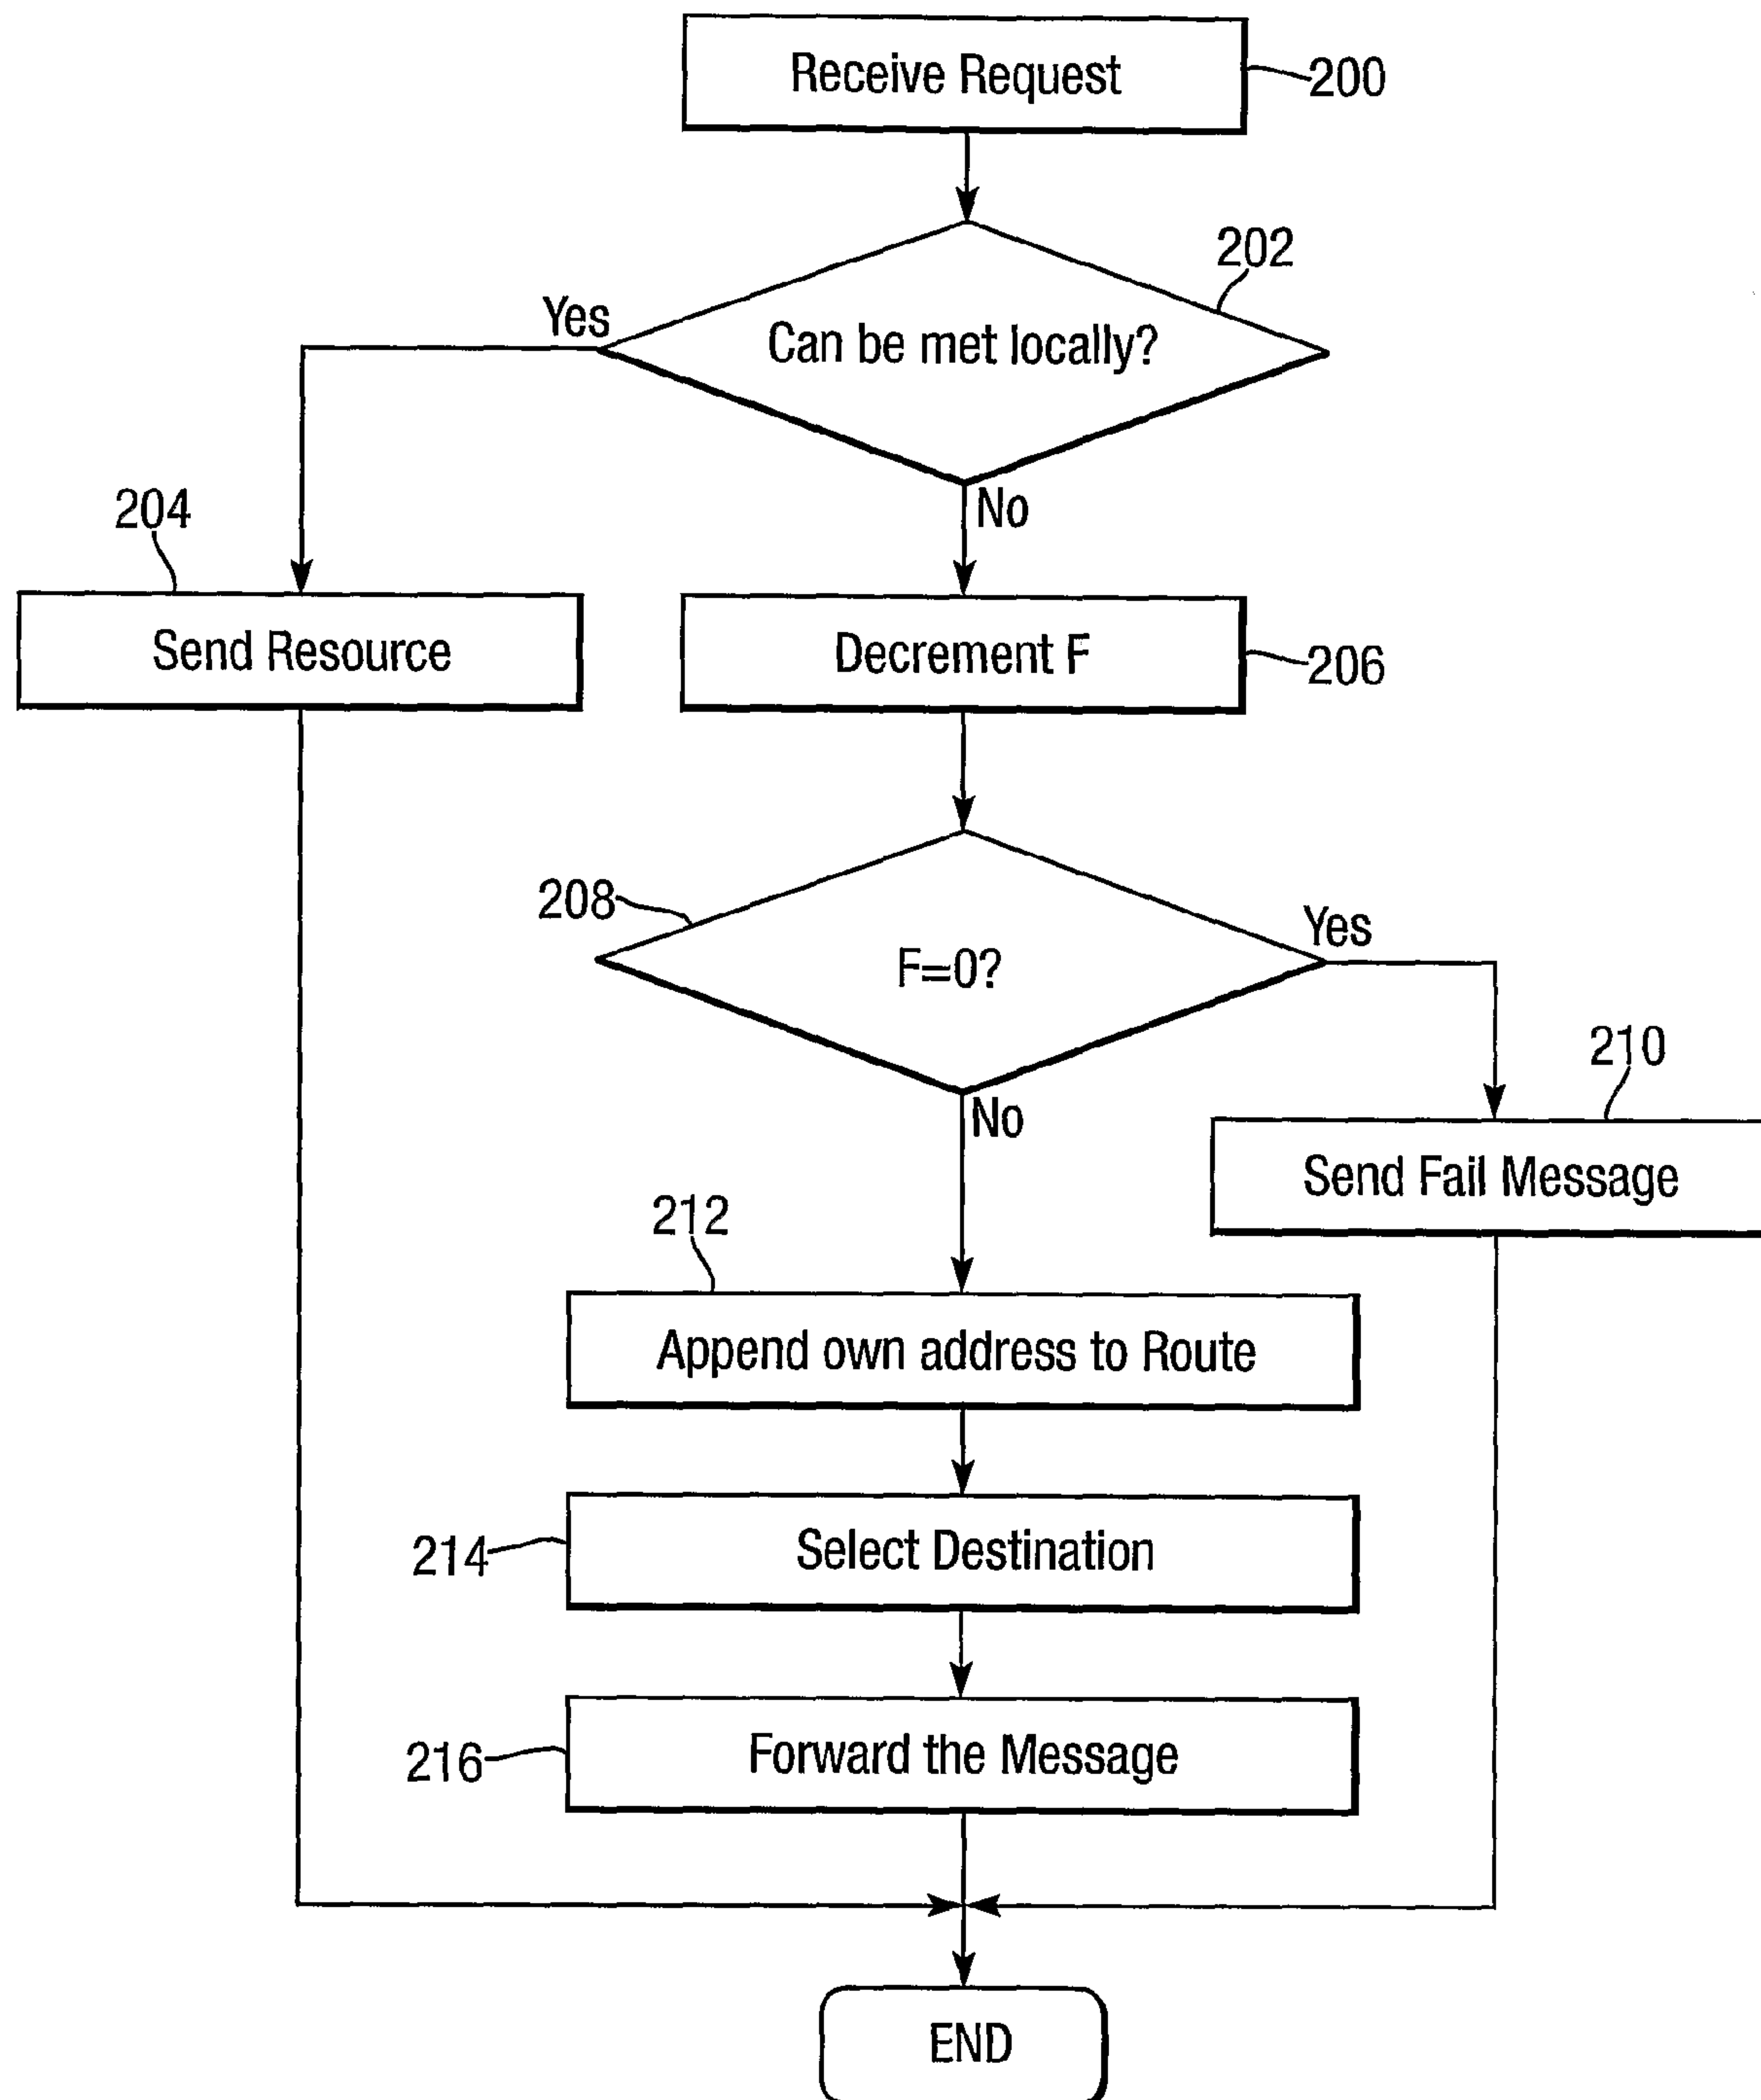 Receive Request
200
202
Yes
Can be met locally?
No
204
Send Resource
Decrement F
206
208
Yes
F=0?
No
210
Send Fail Message
212
Append own address to Route
214
Select Destination
216
Forward the Message
END